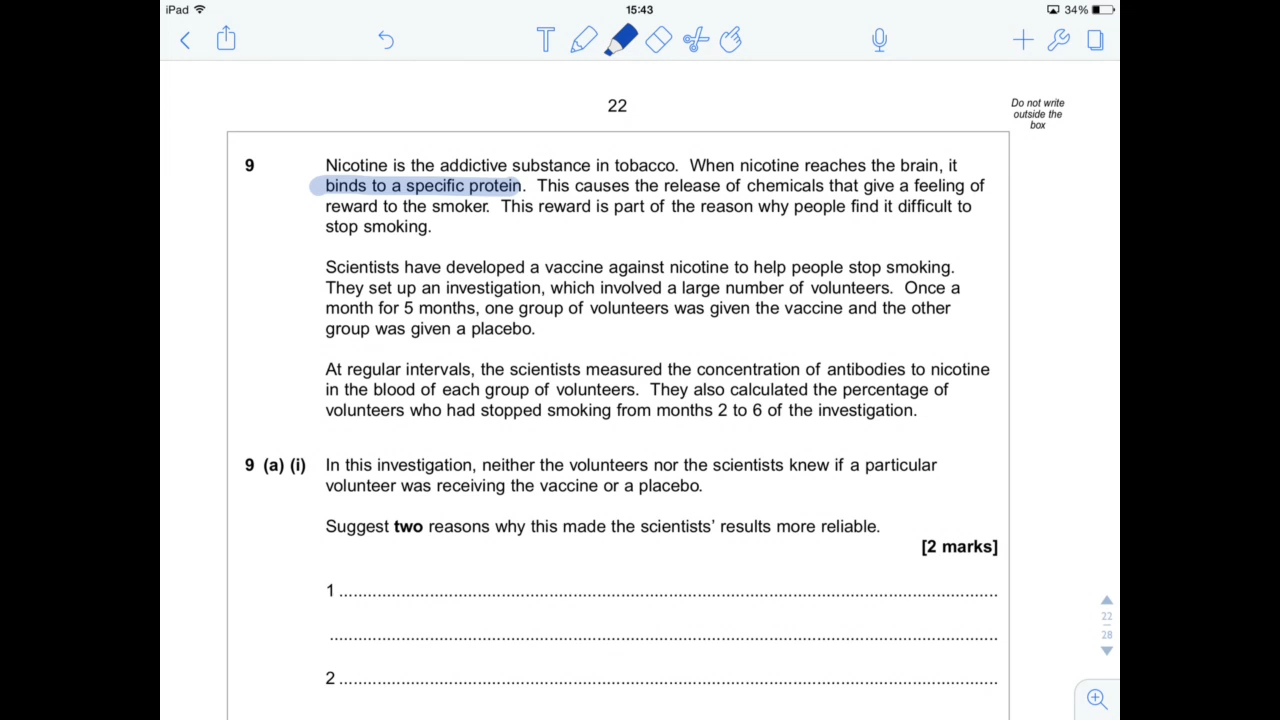 iPad 15:43 34%
22
Do not write
outside the
box
9 Nicotine is the addictive substance in tobacco. When nicotine reaches the brain, it
binds to a specific protein. This causes the release of chemicals that give a feeling of
reward to the smoker. This reward is part of the reason why people find it difficult to
stop smoking.
Scientists have developed a vaccine against nicotine to help people stop smoking.
They set up an investigation, which involved a large number of volunteers. Once a
month for 5 months, one group of volunteers was given the vaccine and the other
group was given a placebo.
At regular intervals, the scientists measured the concentration of antibodies to nicotine
in the blood of each group of volunteers. They also calculated the percentage of
volunteers who had stopped smoking from months 2 to 6 of the investigation.
9 (a) (i) In this investigation, neither the volunteers nor the scientists knew if a particular
volunteer was receiving the vaccine or a placebo.
Suggest two reasons why this made the scientists' results more reliable.
[2 marks]
1
2
22
28